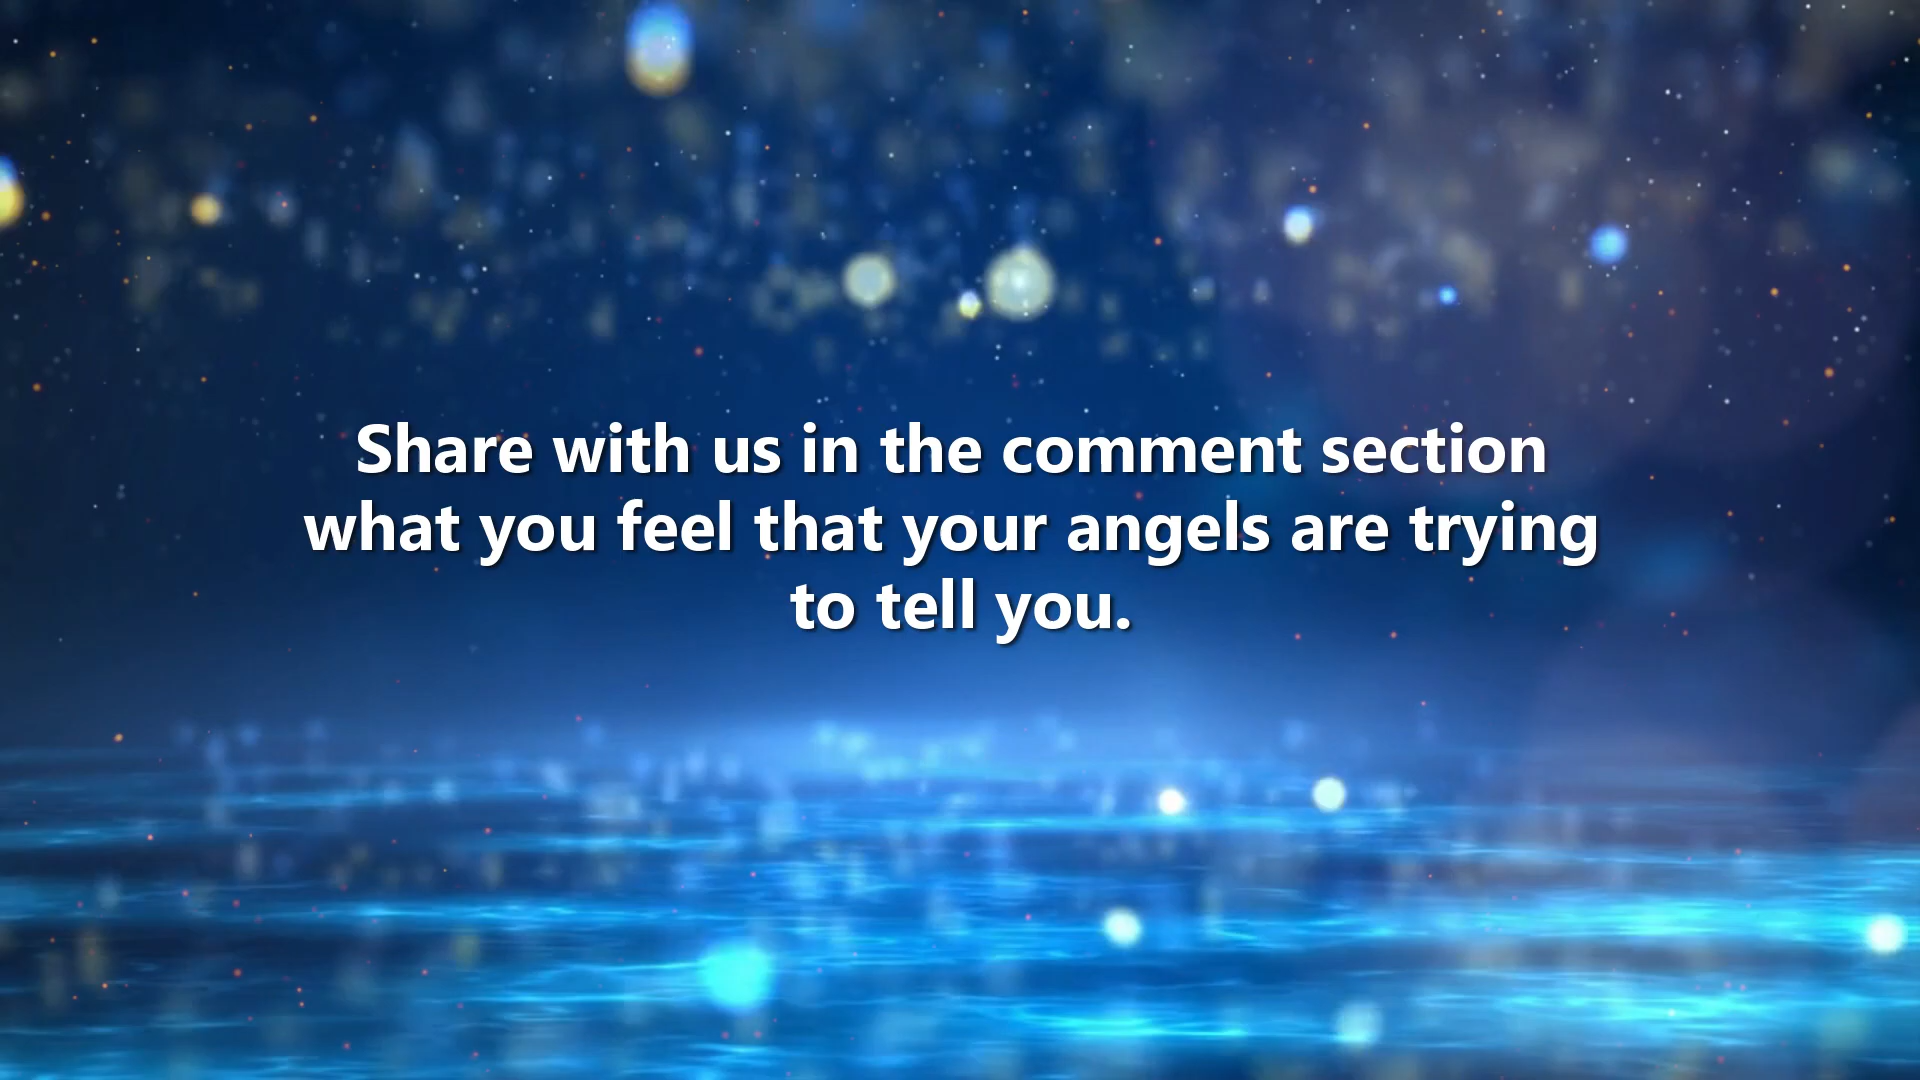 Share with us in the comment section
what you feel that your angels are trying
to tell you.